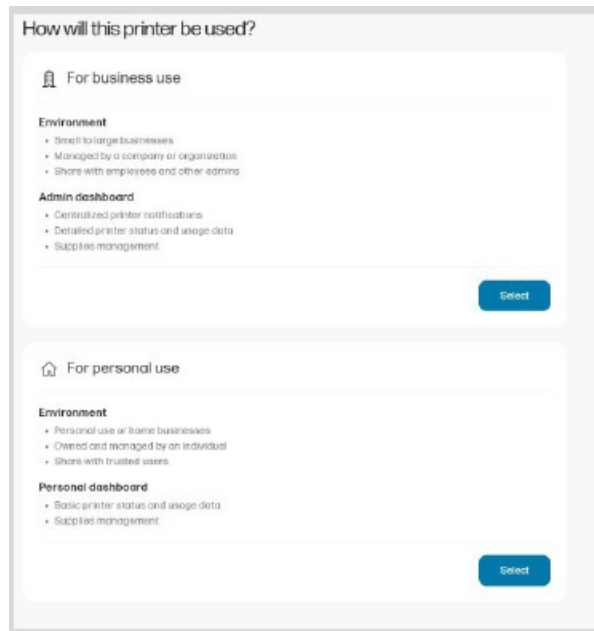 How will this printer be used?
For business use
Environment
• Small to large businesses
• Managed by a company or organization
• Share with employees and other admins
Admin dashboard
• Centralized printer notifications
• Detailed printer status and usage data
• Supplies management
Select
For personal use
Environment
• Personal use or home businesses
• Owned and managed by an individual
• Share with trusted users
Personal dashboard
• Basic printer status and usage data
• Supplies management
Select